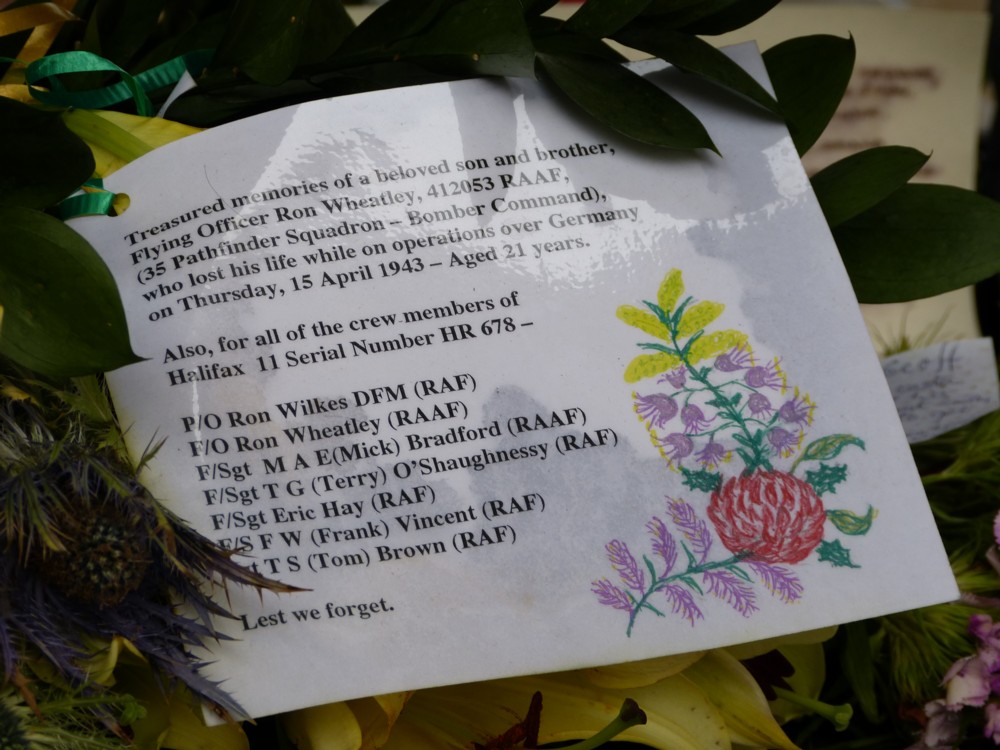 Treasured memories of a beloved son and brother,
Flying Officer Ron Wheatley, 412053 RAAF,
(35 Pathfinder Squadron – Bomber Command),
who lost his life while on operations over Germany
on Thursday, 15 April 1943 – Aged 21 years.
Also, for all of the crew members of
Halifax 11 Serial Number HR 678 –
P/O Ron Wilkes DFM (RAF)
F/O Ron Wheatley (RAAF)
F/Sgt M A E(Mick) Bradford (RAAF)
F/Sgt T G (Terry) O'Shaughnessy (RAF)
F/Sgt Eric Hay (RAF)
F/S F W (Frank) Vincent (RAF)
T S (Tom) Brown (RAF)
Lest we forget.